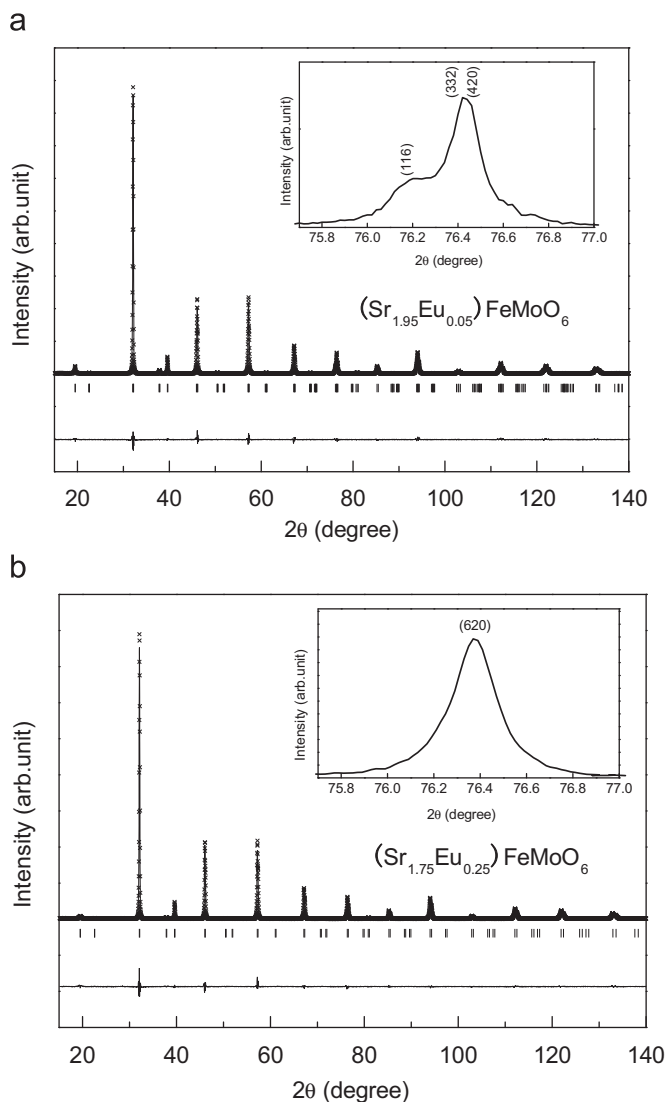 a
(332)
(420)
(116)
Intensity (arb.unit)
75.8 76.0 76.2 76.4 76.6 76.8 77.0
2θ (degree)
(Sr1.95Eu0.05) FeMoO6
Intensity (arb.unit)
20 40 60 80 100 120 140
2θ (degree)
b
(620)
Intensity (arb.unit)
75.8 76.0 76.2 76.4 76.6 76.8 77.0
2θ (degree)
(Sr1.75Eu0.25) FeMoO6
Intensity (arb.unit)
20 40 60 80 100 120 140
2θ (degree)